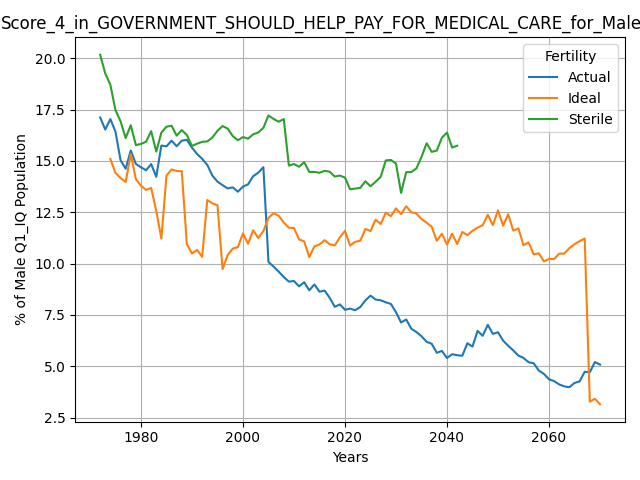 Score_4_in_GOVERNMENT_SHOULD_HELP_PAY_FOR_MEDICAL_CARE_for_Male
% of Male Q1_IQ Population
20.0
17.5
15.0
12.5
10.0
7.5
5.0
2.5
Fertility
Actual
Ideal
Sterile
1980 2000 2020 2040 2060
Years